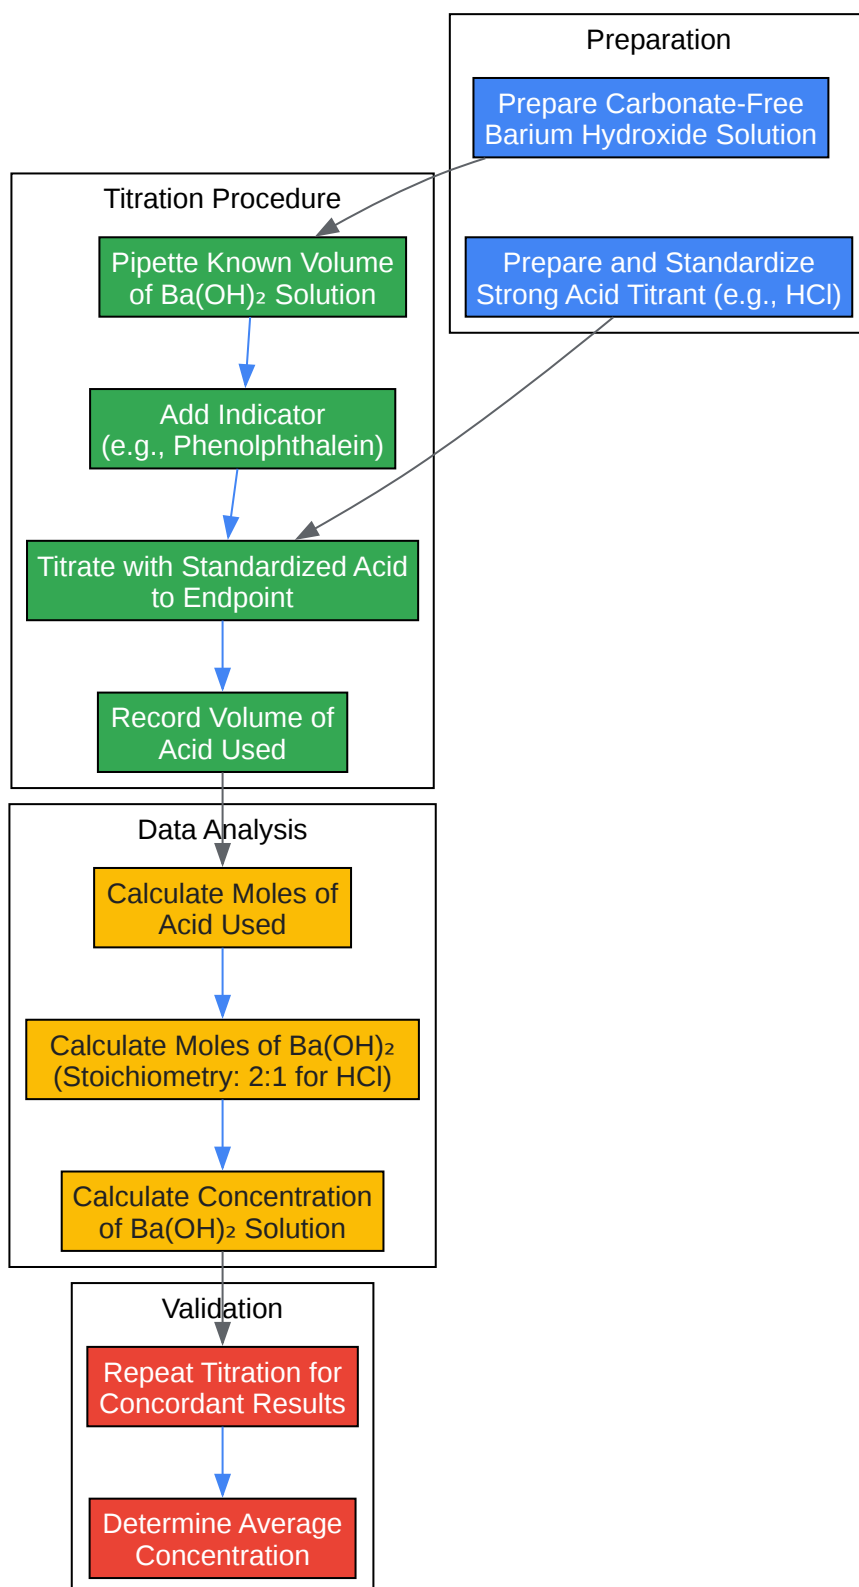 Preparation
Prepare Carbonate-Free
Barium Hydroxide Solution
Prepare and Standardize
Strong Acid Titrant (e.g., HCl)
Titration Procedure
Pipette Known Volume
of Ba(OH)₂ Solution
Add Indicator
(e.g., Phenolphthalein)
Titrate with Standardized Acid
to Endpoint
Record Volume of
Acid Used
Data Analysis
Calculate Moles of
Acid Used
Calculate Moles of Ba(OH)₂
(Stoichiometry: 2:1 for HCl)
Calculate Concentration
of Ba(OH)₂ Solution
Validation
Repeat Titration for
Concordant Results
Determine Average
Concentration